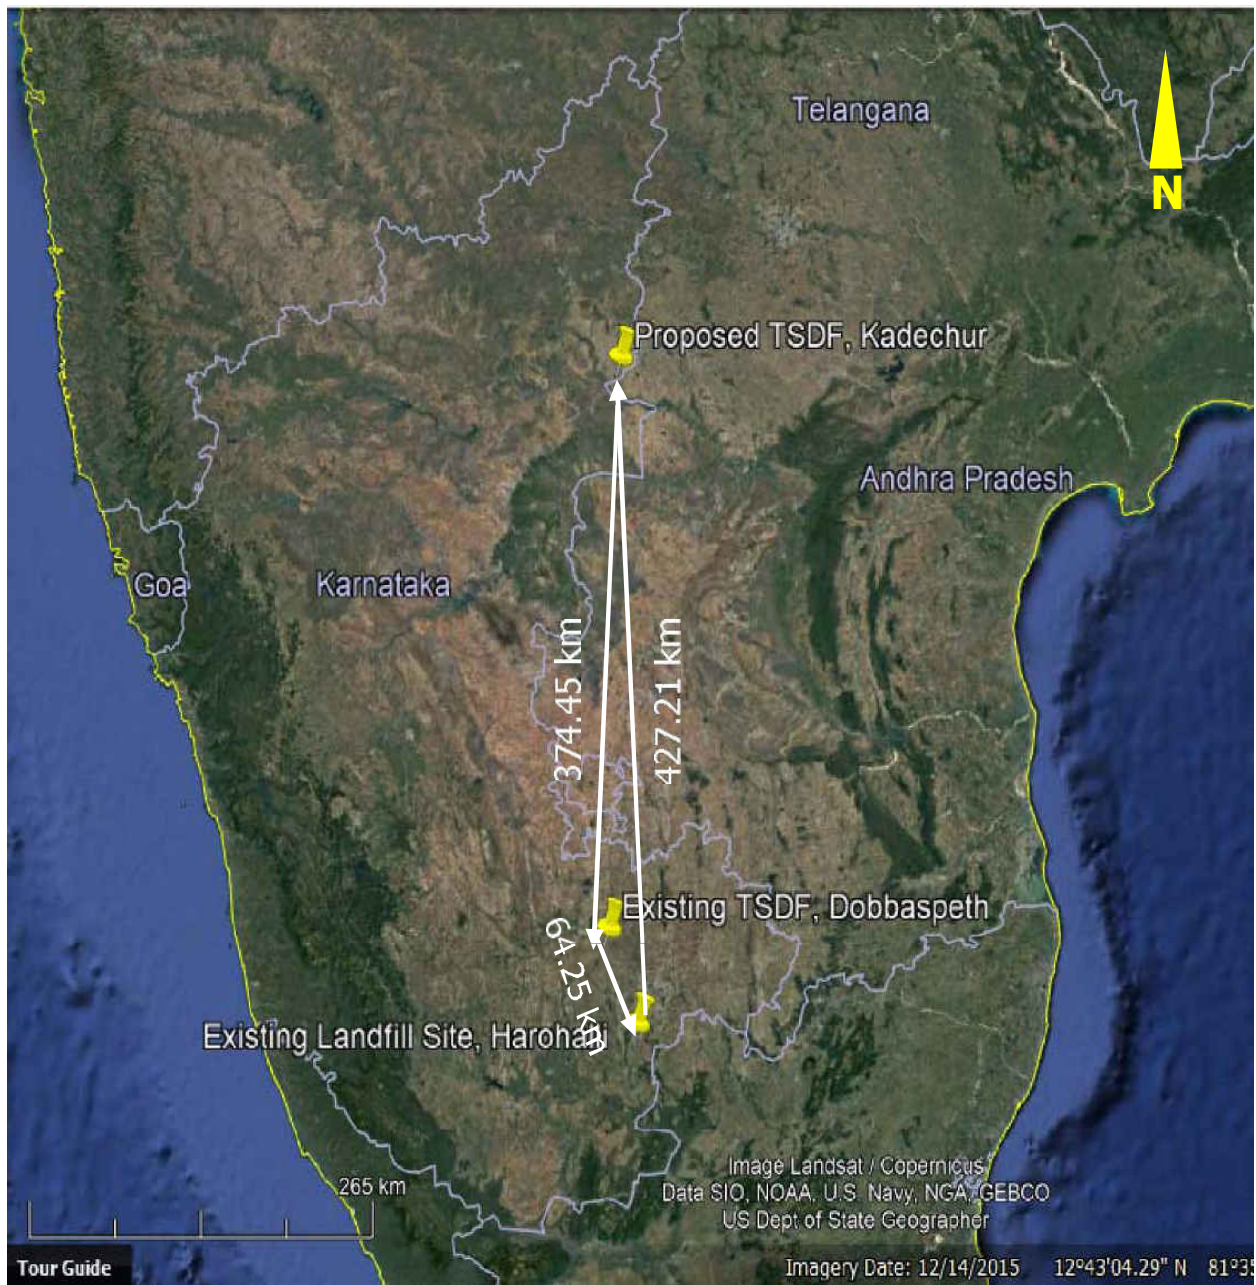 Telangana
N
Proposed TSDF, Kadechur
Andhra Pradesh
Goa
Karnataka
374.45 km
427.21 km
Existing TSDF, Dobbaspeth
64.25 km
Existing Landfill Site, Harohalli
Image Landsat / Copernicus
Data SIO, NOAA, U.S. Navy, NGA, GEBCO
US Dept of State Geographer
265 km
Tour Guide
Imagery Date: 12/14/2015 12°43'04.29" N 81°3